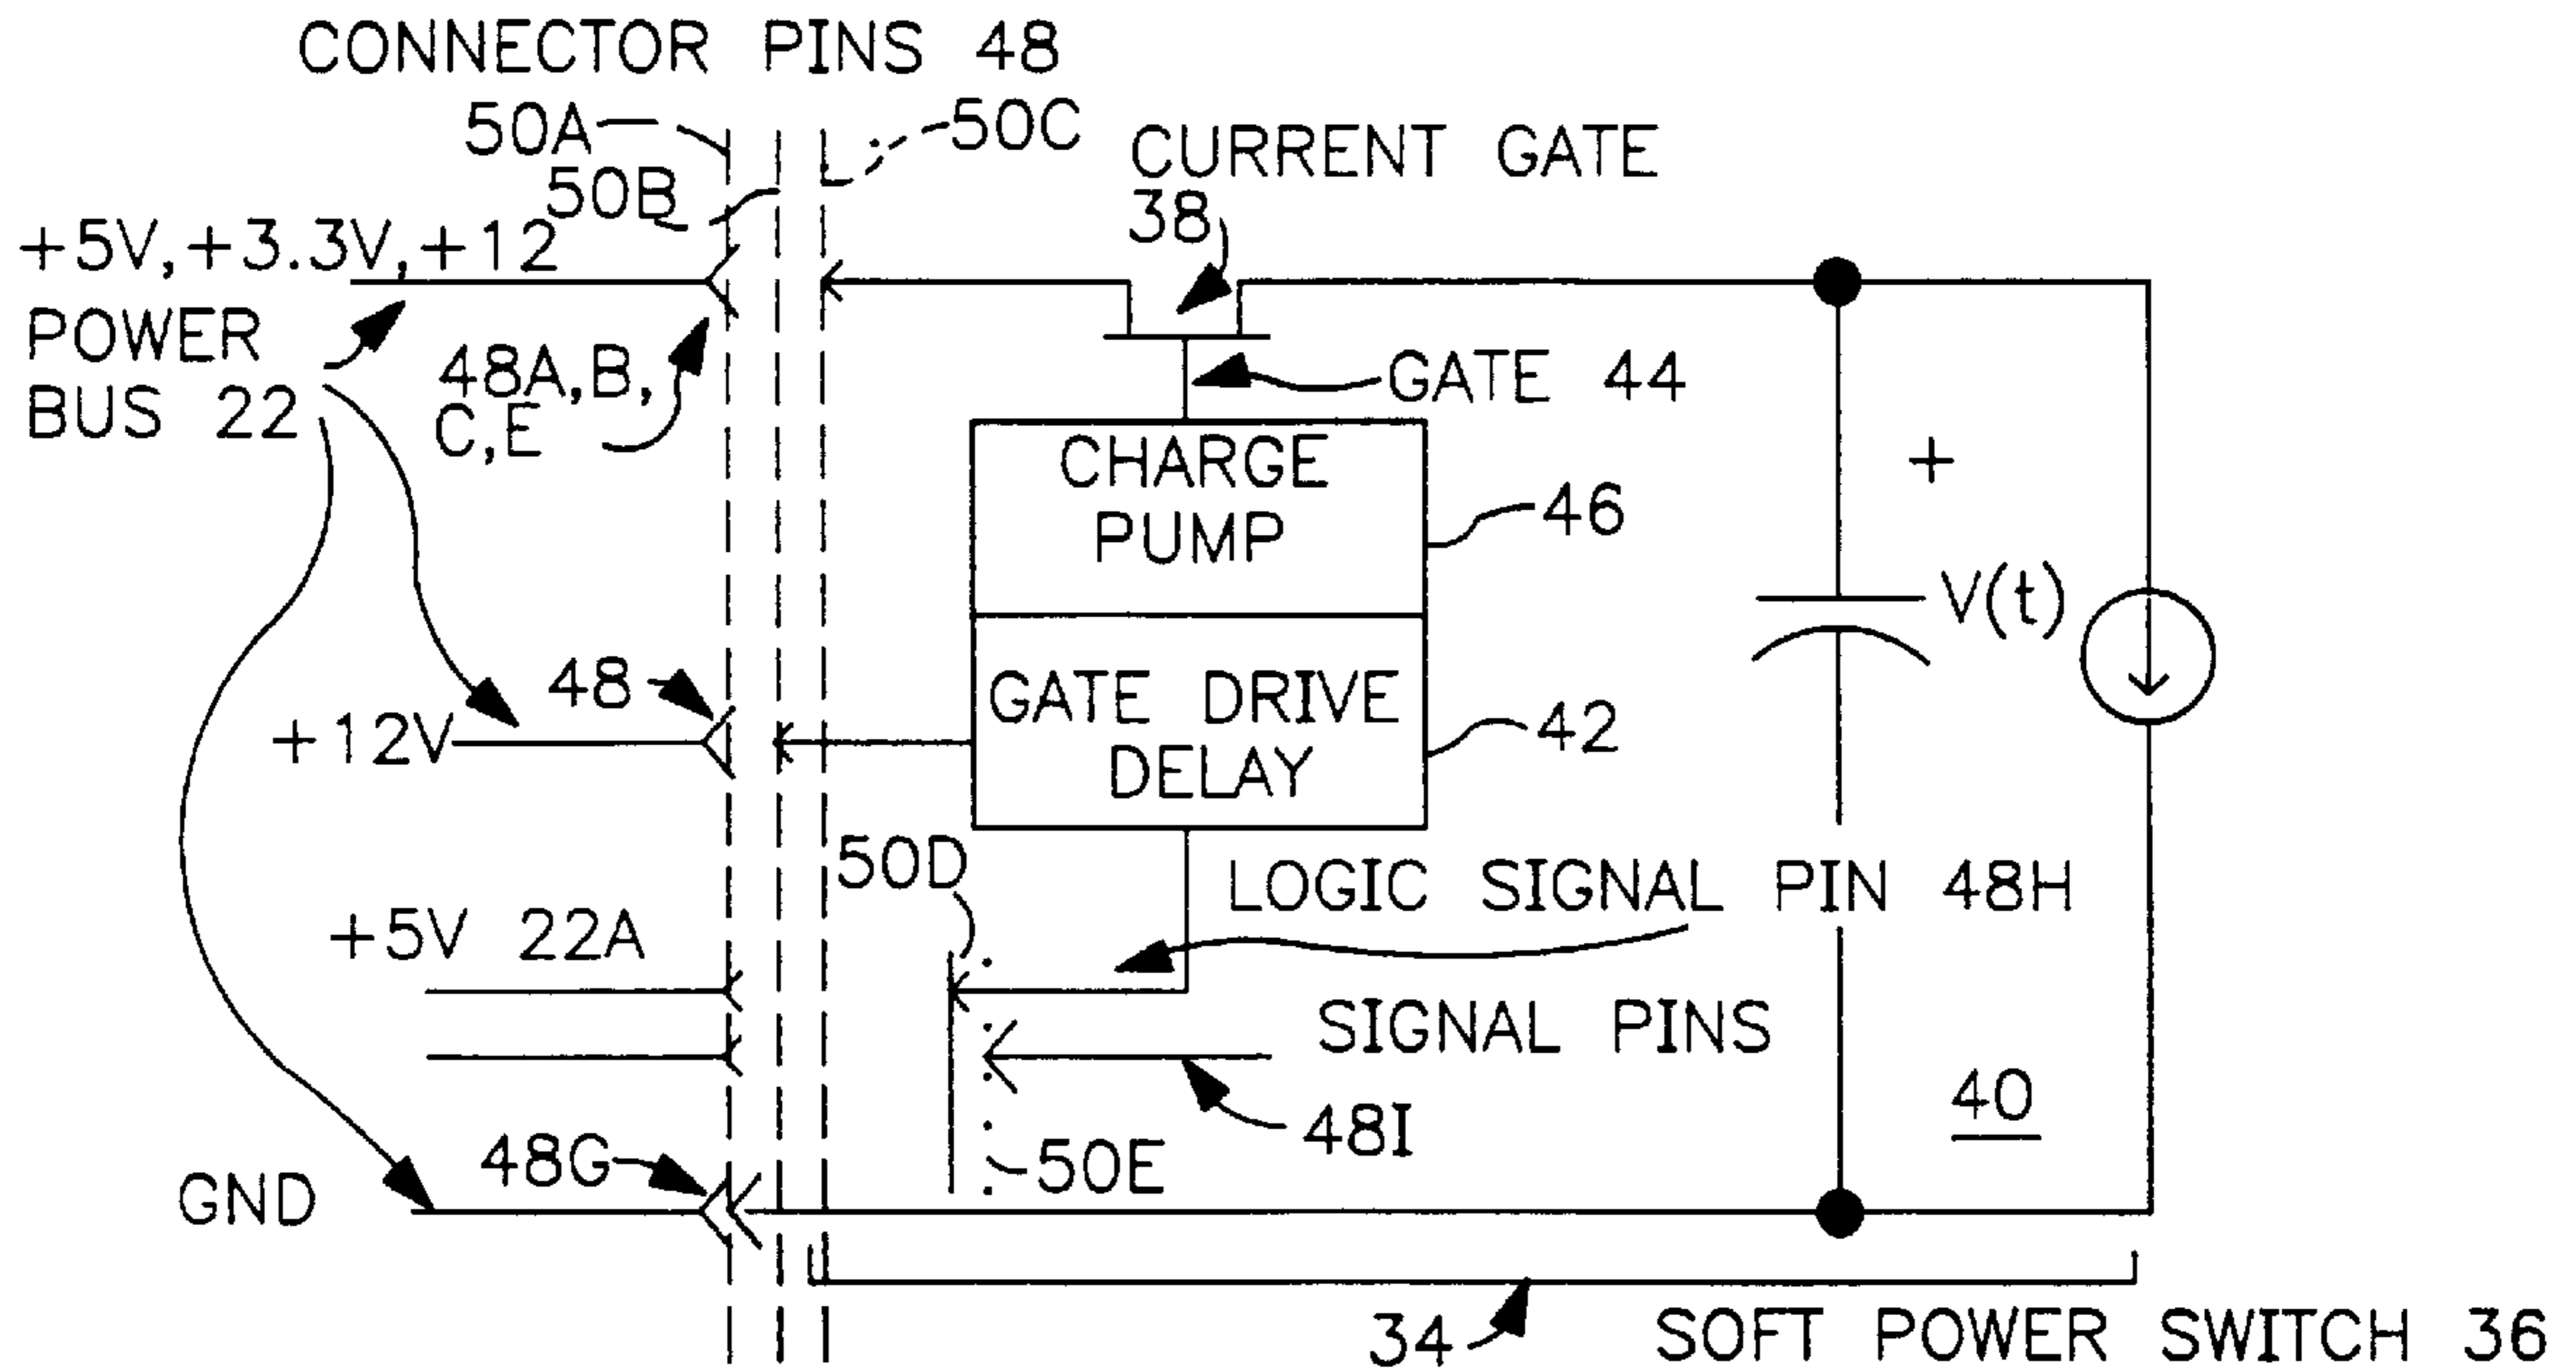 CONNECTOR PINS 48
50A
50C
50B
CURRENT GATE
38
+5V,+3.3V,+12
POWER
BUS 22
48A,B,
C,E
GATE 44
CHARGE
PUMP
46
+
V(t)
48
+12V
GATE DRIVE
DELAY
42
50D
LOGIC SIGNAL PIN 48H
+5V 22A
SIGNAL PINS
48I
40
48G
50E
GND
34
SOFT POWER SWITCH 36